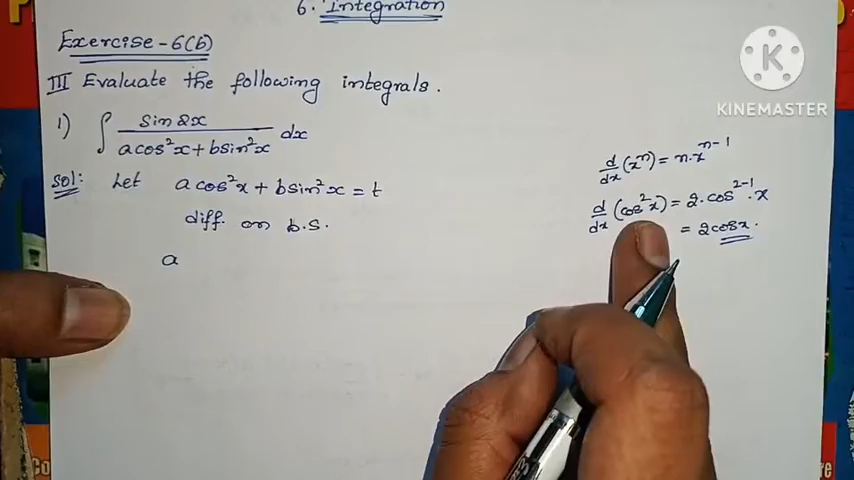 6. Integration
Exercise-6(b)
III Evaluate the following integrals.
1) ∫ sin2x / (acos²x+bsin²x) dx
Sol: Let acos²x+bsin²x = t
diff. on b.s.
a
d/dx (xⁿ) = n.xⁿ⁻¹
d/dx (cos²x) = 2.cos²⁻¹.x
= 2cosx.
K
KINEMASTER